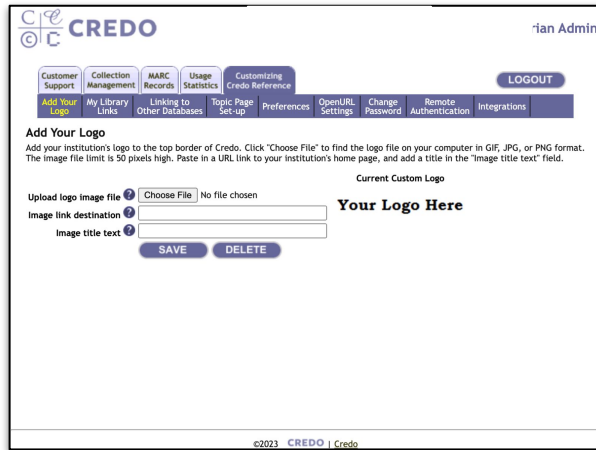 CREDO
rian Admin
Customer Support
Collection Management
MARC Records
Usage Statistics
Customizing Credo Reference
LOGOUT
Add Your Logo
My Library Links
Linking to Other Databases
Topic Page Set-up
Preferences
OpenURL Settings
Change Password
Remote Authentication
Integrations
Add Your Logo
Add your institution's logo to the top border of Credo. Click "Choose File" to find the logo file on your computer in GIF, JPG, or PNG format.
The image file limit is 50 pixels high. Paste in a URL link to your institution's home page, and add a title in the "Image title text" field.
Current Custom Logo
Upload logo image file ? Choose File No file chosen
Your Logo Here
Image link destination ?
Image title text ?
SAVE DELETE
©2023 CREDO | Credo